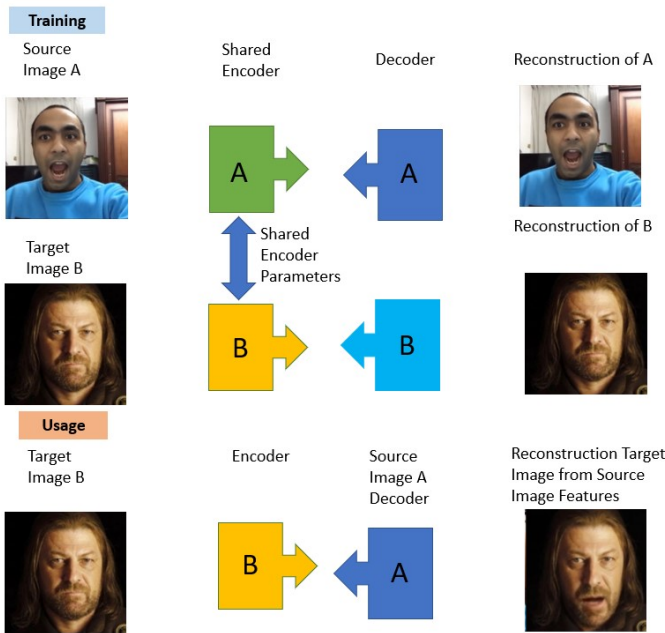 Training
Source
Image A
Shared
Encoder
Decoder
Reconstruction of A
A
A
Shared
Encoder
Parameters
Reconstruction of B
Target
Image B
B
B
Usage
Target
Image B
Encoder
Source
Image A
Decoder
Reconstruction Target
Image from Source
Image Features
B
A